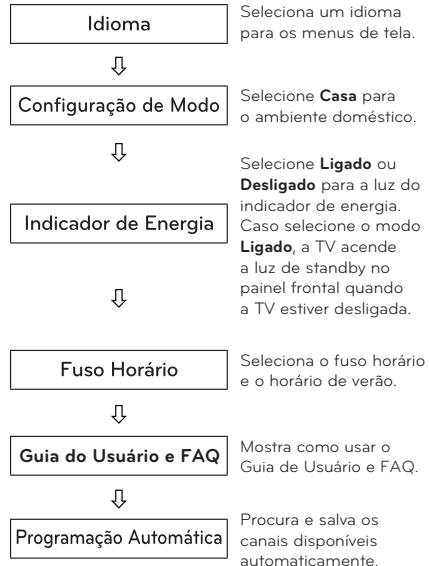 Idioma
Seleciona um idioma
para os menus de tela.
Configuração de Modo
Selecione Casa para
o ambiente doméstico.
Indicador de Energia
Selecione Ligado ou
Desligado para a luz do
indicador de energia.
Caso selecione o modo
Ligado, a TV acende
a luz de standby no
painel frontal quando
a TV estiver desligada.
Fuso Horário
Seleciona o fuso horário
e o horário de verão.
Guia do Usuário e FAQ
Mostra como usar o
Guia de Usuário e FAQ.
Programação Automática
Procura e salva os
canais disponíveis
automaticamente.